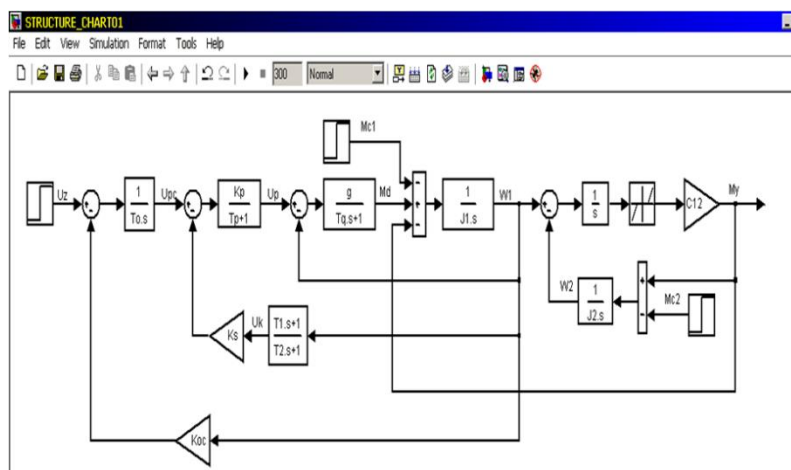 STRUCTURE_CHART01
File Edit View Simulation Format Tools Help
300 Normal
Mc1
Uz
1
To.s
Upc
Kp
Tp+1
Up
g
Tq.s+1
Md
1
J1.s
W1
1
s
C12
My
W2
1
J2.s
Mc2
Ks
Uk
T1.s+1
T2.s+1
Koc